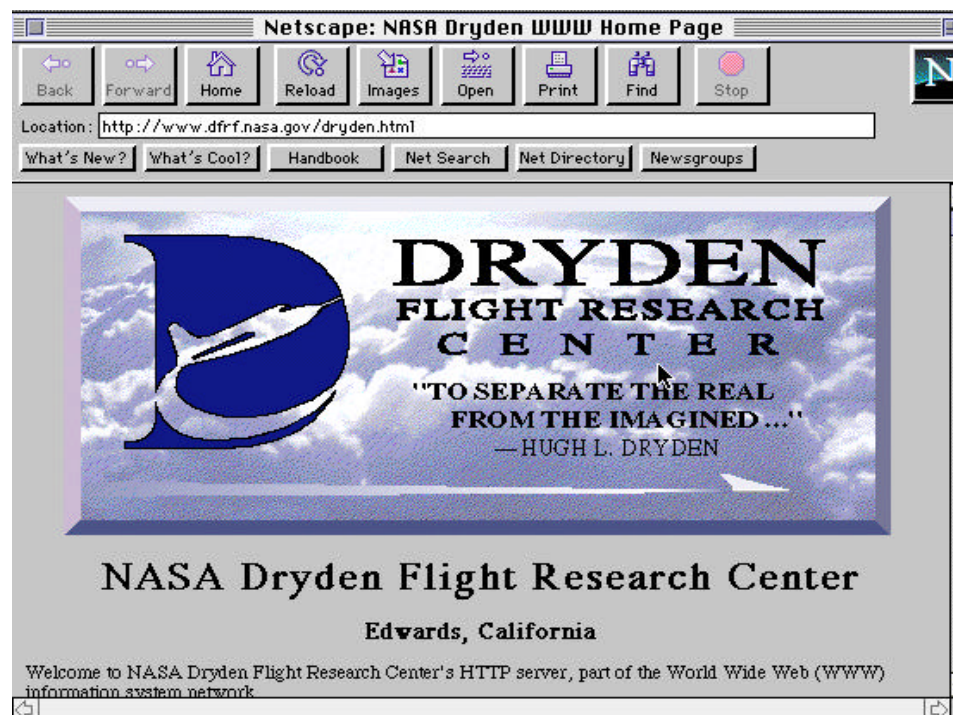 Netscape: NASA Dryden WWW Home Page
Back Forward Home Reload Images Open Print Find Stop
N
Location: http://www.dfrf.nasa.gov/dryden.html
What's New? What's Cool? Handbook Net Search Net Directory Newsgroups
DRYDEN
FLIGHT RESEARCH
CENTER
"TO SEPARATE THE REAL
FROM THE IMAGINED..."
—HUGH L. DRYDEN
NASA Dryden Flight Research Center
Edwards, California
Welcome to NASA Dryden Flight Research Center's HTTP server, part of the World Wide Web (WWW)
information system network